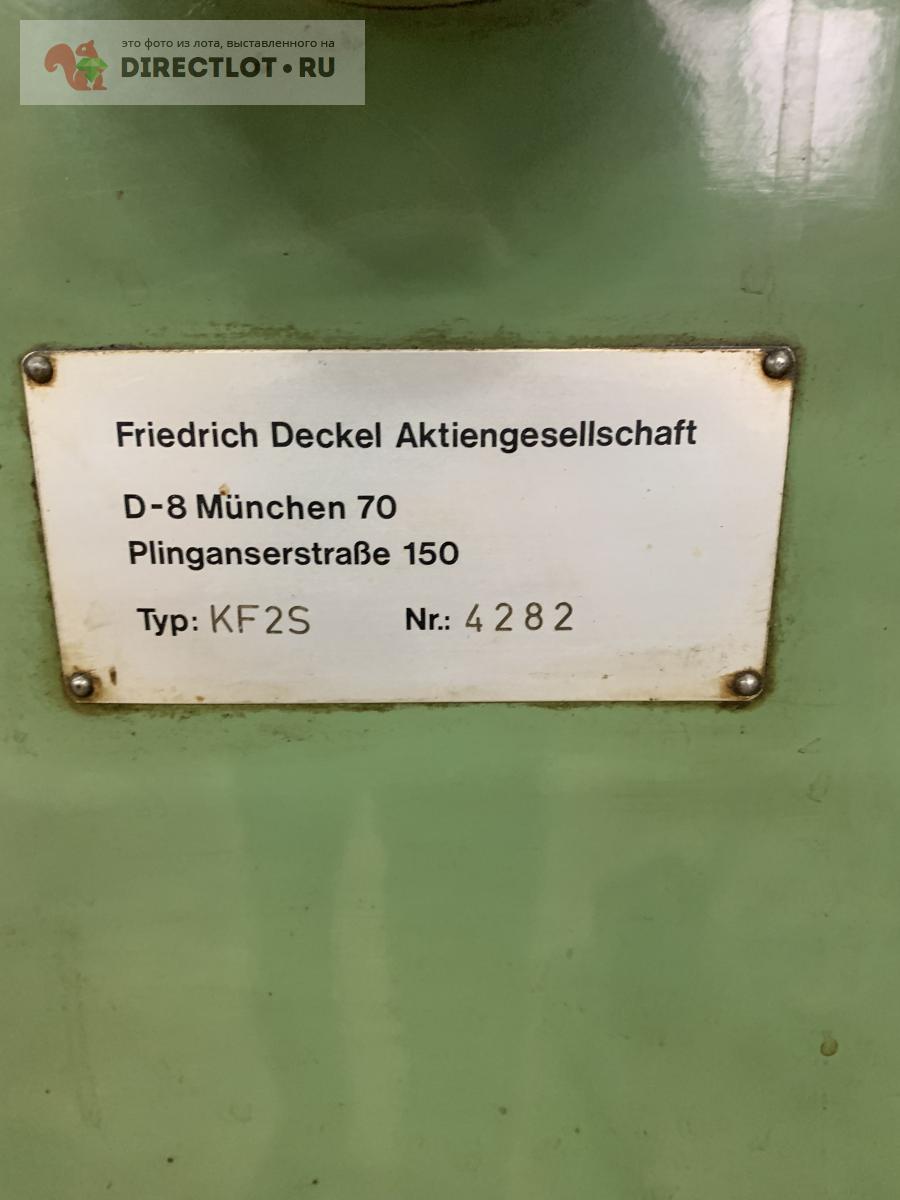 это фото из лота, выставленного на
DIRECTLOT•RU
Friedrich Deckel Aktiengesellschaft
D-8 München 70
Plinganserstraße 150
Typ: KF2S Nr.: 4282